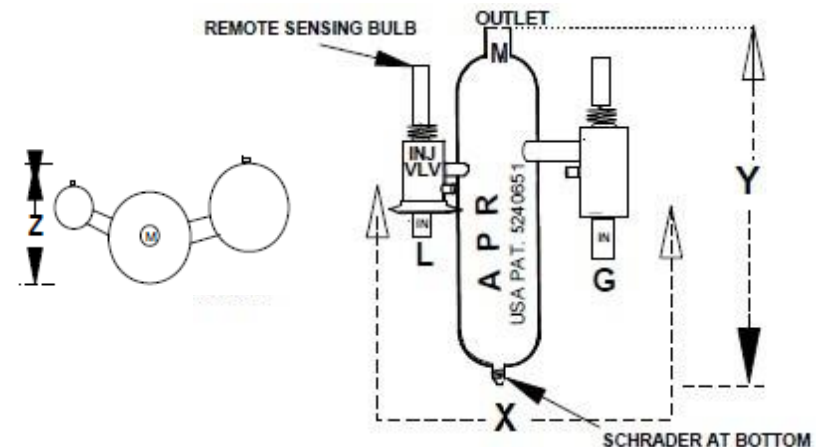 OUTLET
REMOTE SENSING BULB
M
INJ
VLV
IN
L
A P R
USA PAT. 5240651
IN
G
Y
Z
M
X
SCHRADER AT BOTTOM